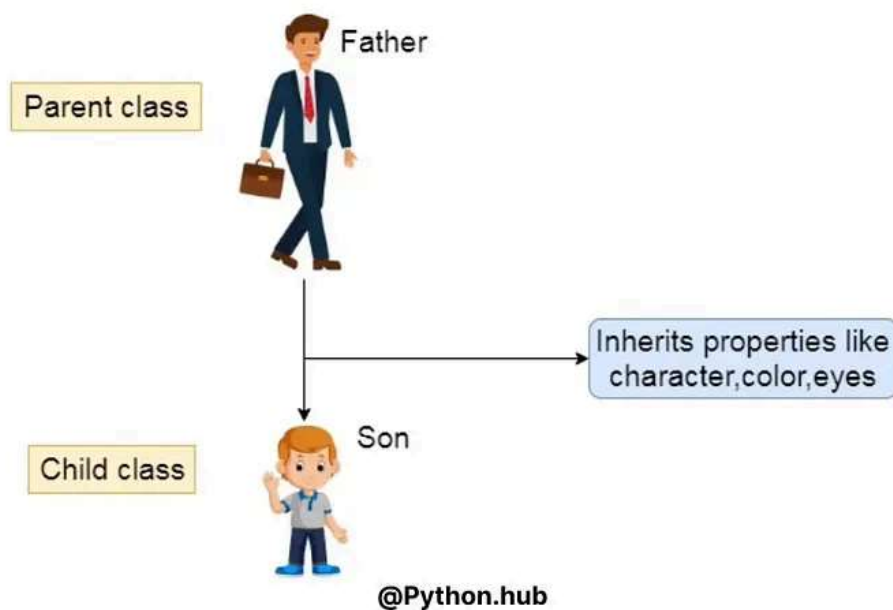 Father
Parent class
Inherits properties like
character,color,eyes
Son
Child class
@Python.hub